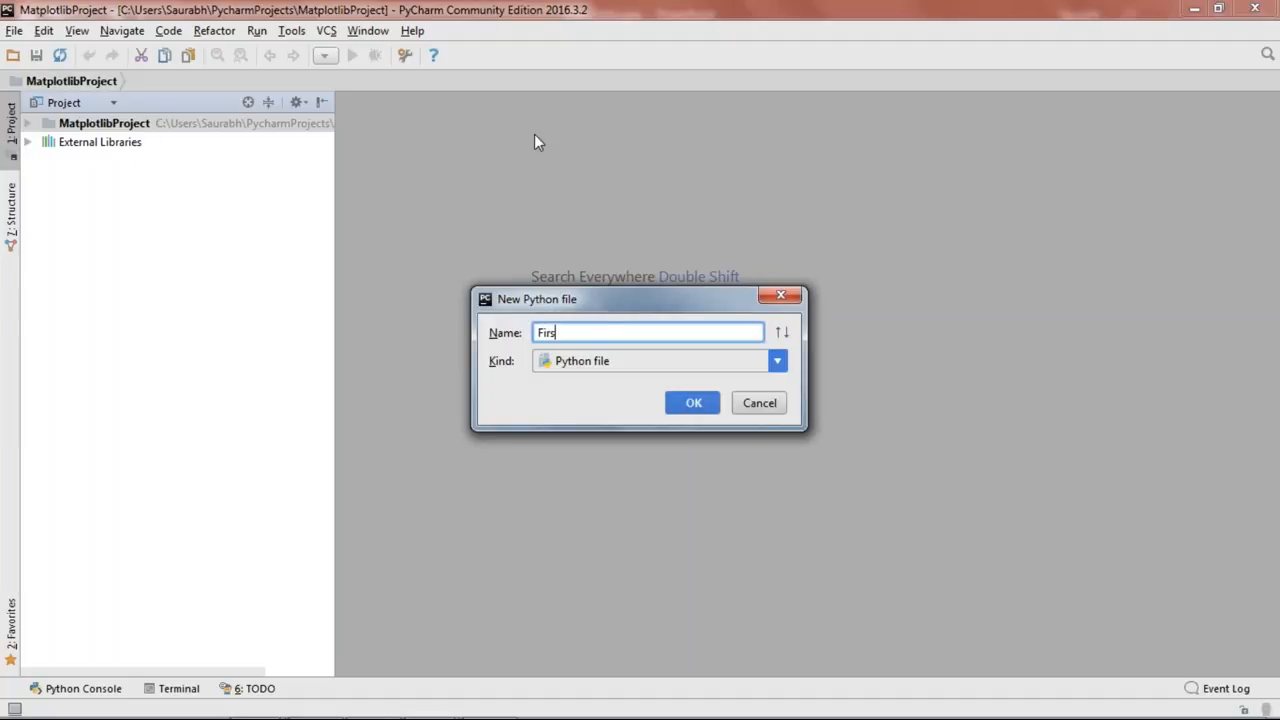 MatplotlibProject - [C:\Users\Saurabh\PycharmProjects\MatplotlibProject] - PyCharm Community Edition 2016.3.2
File Edit View Navigate Code Refactor Run Tools VCS Window Help
MatplotlibProject
Project
MatplotlibProject C:\Users\Saurabh\PycharmProjects\
External Libraries
1: Project
Z: Structure
2: Favorites
Search Everywhere Double Shift
New Python file
Name: Firs
Kind: Python file
OK Cancel
Python Console Terminal 6: TODO Event Log